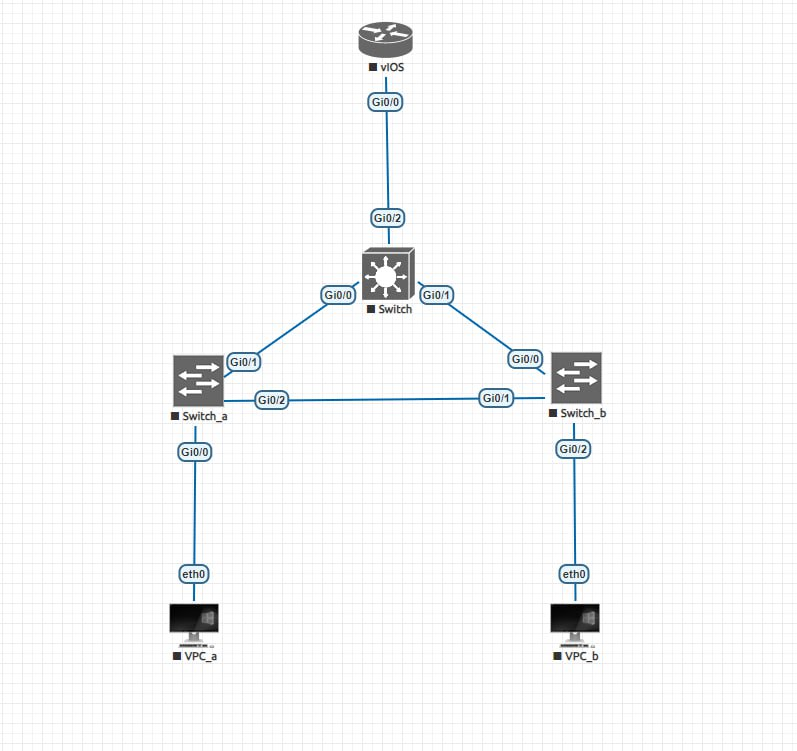 vIOS
Gi0/0
Gi0/2
Gi0/0
Gi0/1
Switch
Gi0/1
Gi0/0
Gi0/2
Gi0/1
Switch_a
Switch_b
Gi0/0
Gi0/2
eth0
eth0
VPC_a
VPC_b